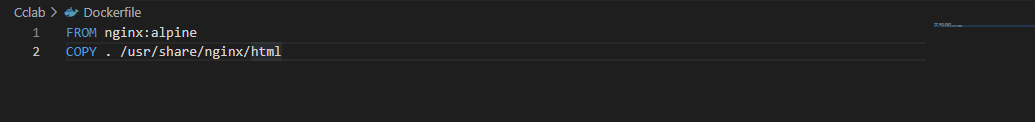 Cclab > Dockerfile
1 FROM nginx:alpine
2 COPY . /usr/share/nginx/html